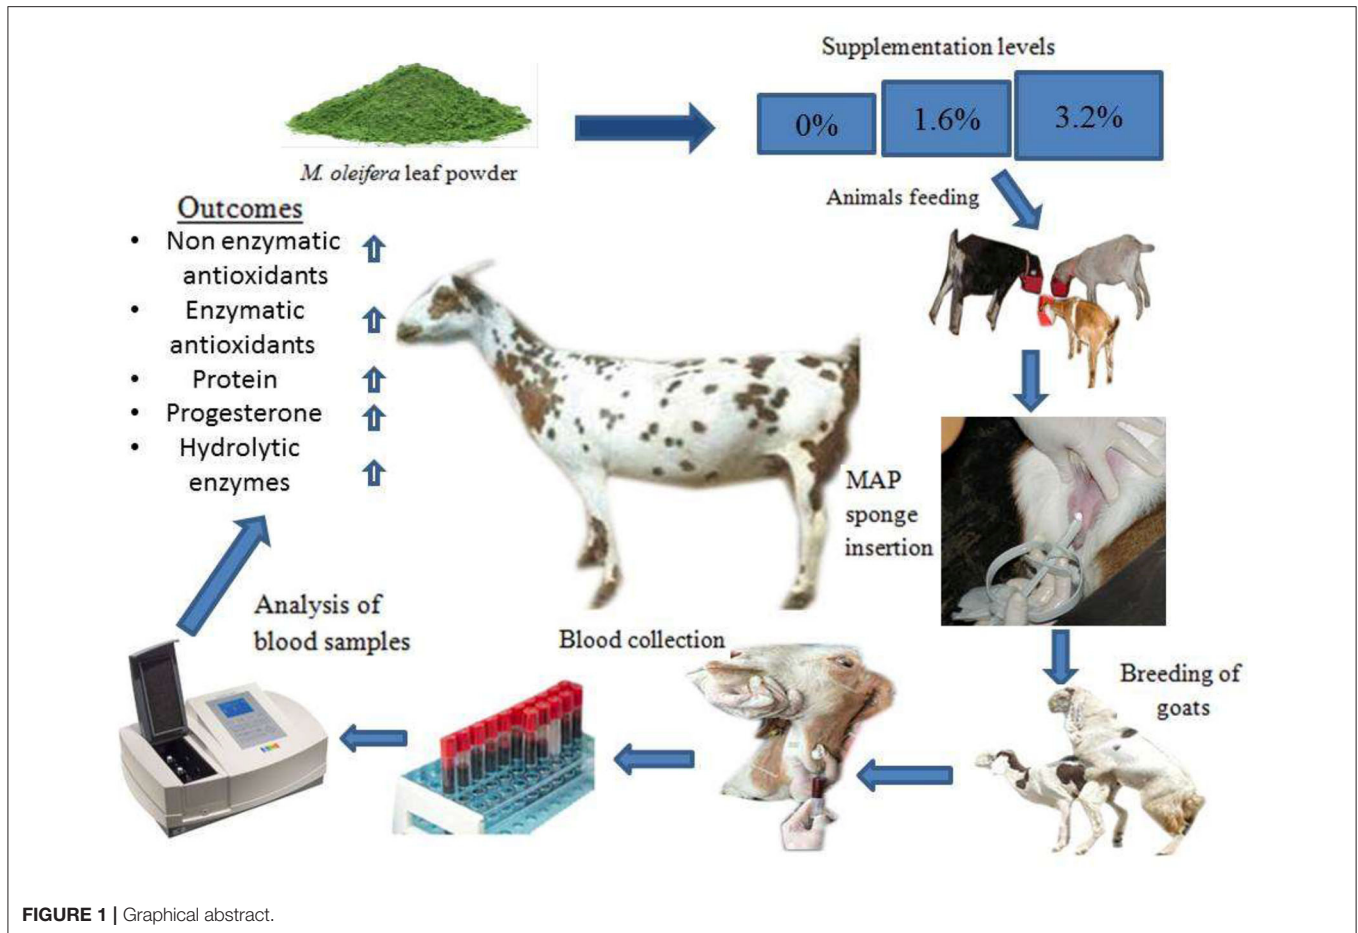 Supplementation levels
0%
1.6%
3.2%
M. oleifera leaf powder
Animals feeding
Outcomes
• Non enzymatic
antioxidants
• Enzymatic
antioxidants
• Protein
• Progesterone
• Hydrolytic
enzymes
MAP
sponge
insertion
Breeding of
goats
Blood collection
Analysis of
blood samples
FIGURE 1 | Graphical abstract.